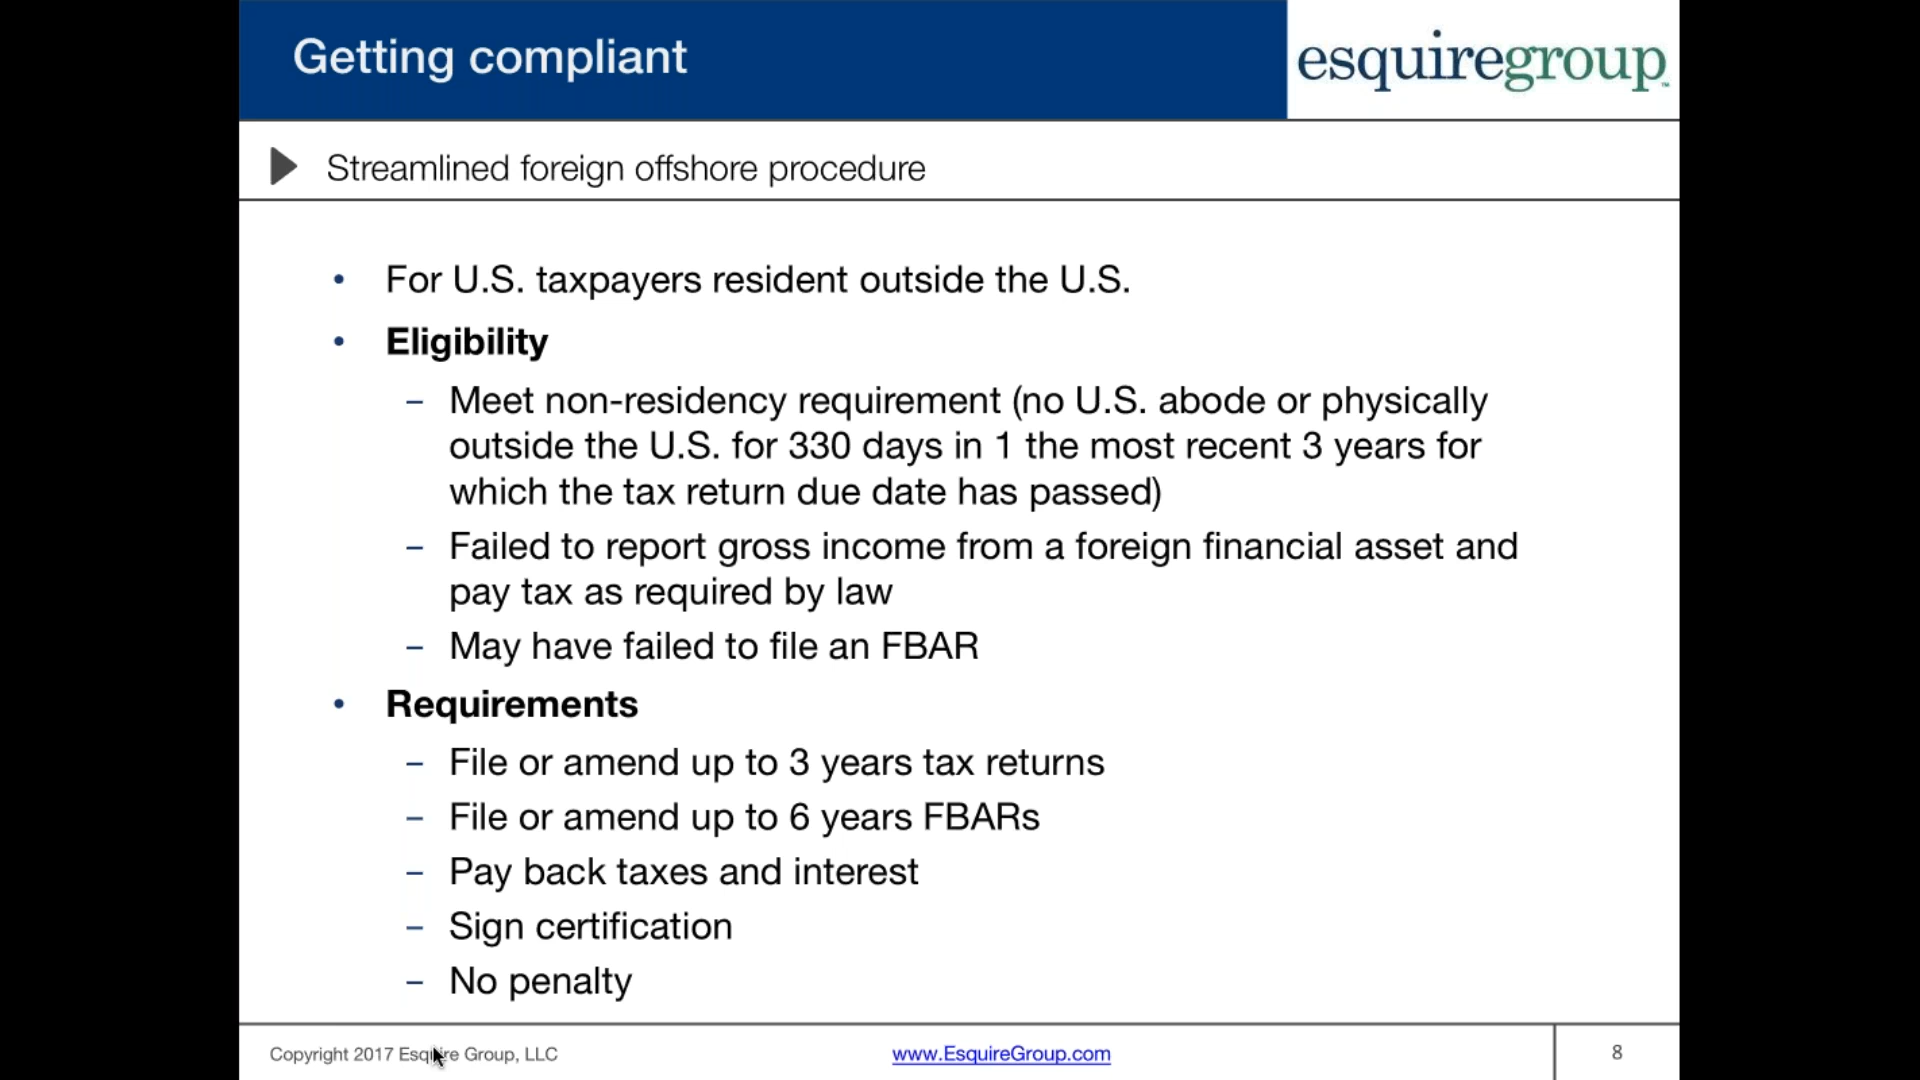 Getting compliant
esquiregroup™
Streamlined foreign offshore procedure
• For U.S. taxpayers resident outside the U.S.
• Eligibility
– Meet non-residency requirement (no U.S. abode or physically
outside the U.S. for 330 days in 1 the most recent 3 years for
which the tax return due date has passed)
– Failed to report gross income from a foreign financial asset and
pay tax as required by law
– May have failed to file an FBAR
• Requirements
– File or amend up to 3 years tax returns
– File or amend up to 6 years FBARs
– Pay back taxes and interest
– Sign certification
– No penalty
Copyright 2017 Esquire Group, LLC
www.EsquireGroup.com
8